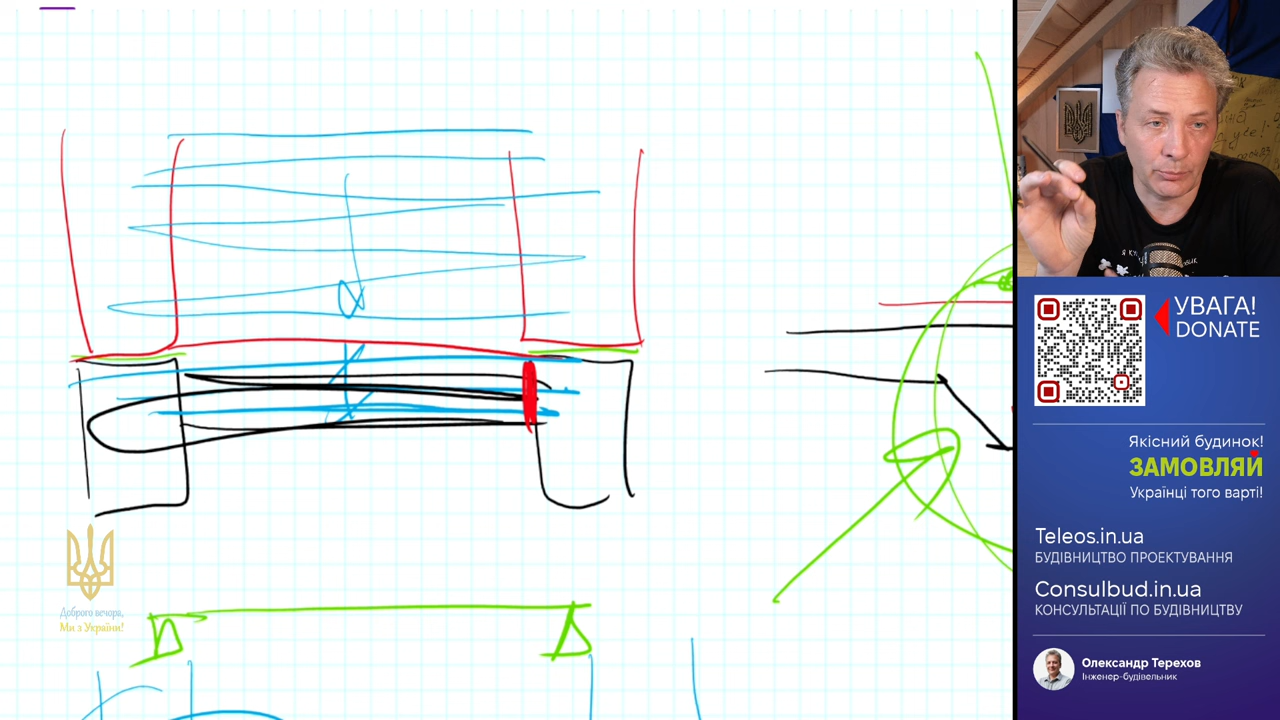 УВАГА!
DONATE
Якісний будинок!
ЗАМОВЛЯЙ
Українці того варті!
Teleos.in.ua
БУДІВНИЦТВО ПРОЕКТУВАННЯ
Consulbud.in.ua
КОНСУЛЬТАЦІЇ ПО БУДІВНИЦТВУ
Олександр Терехов
Інженер-будівельник
Доброго вечора,
Ми з України!